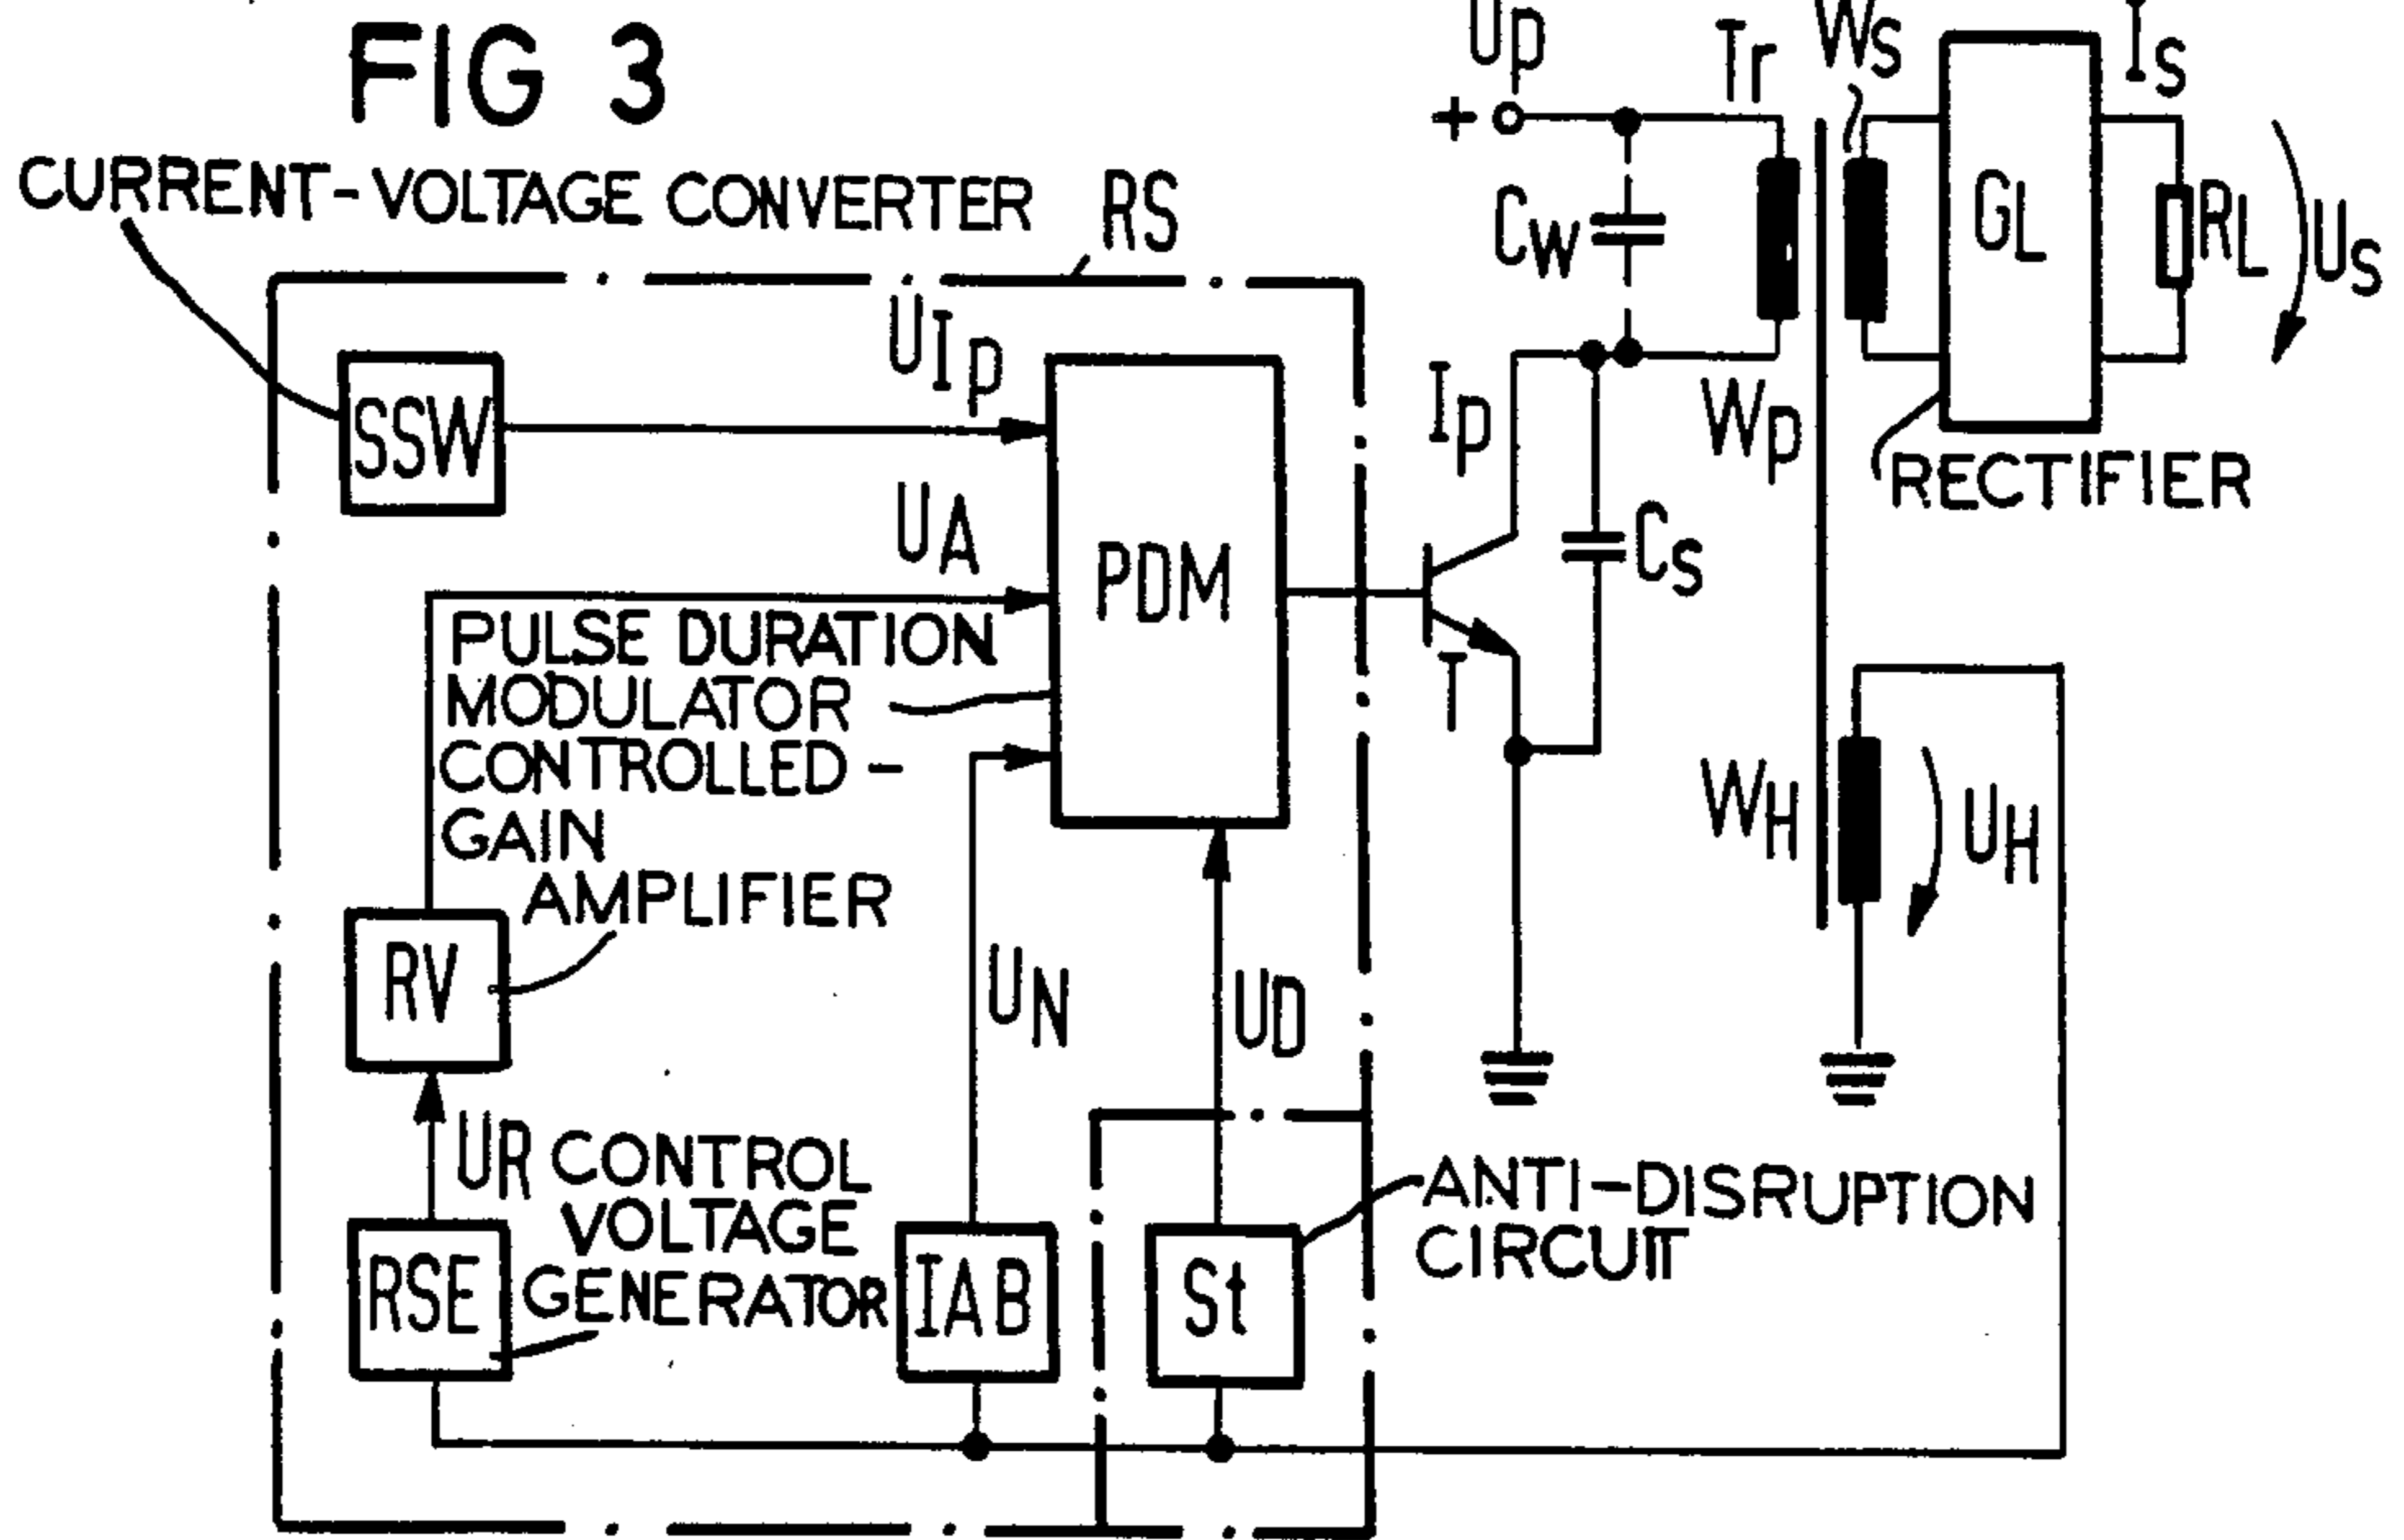 FIG 3
UP
Tr
WS
IS
+
CURRENT-VOLTAGE CONVERTER
RS
CW
GL
RL
US
UIP
SSW
IP
WP
RECTIFIER
UA
PDM
CS
PULSE DURATION
MODULATOR
CONTROLLED-
GAIN
AMPLIFIER
T
WH
UH
RV
UN
UD
UR
CONTROL
VOLTAGE
GENERATOR
RSE
IAB
St
ANTI-DISRUPTION
CIRCUIT